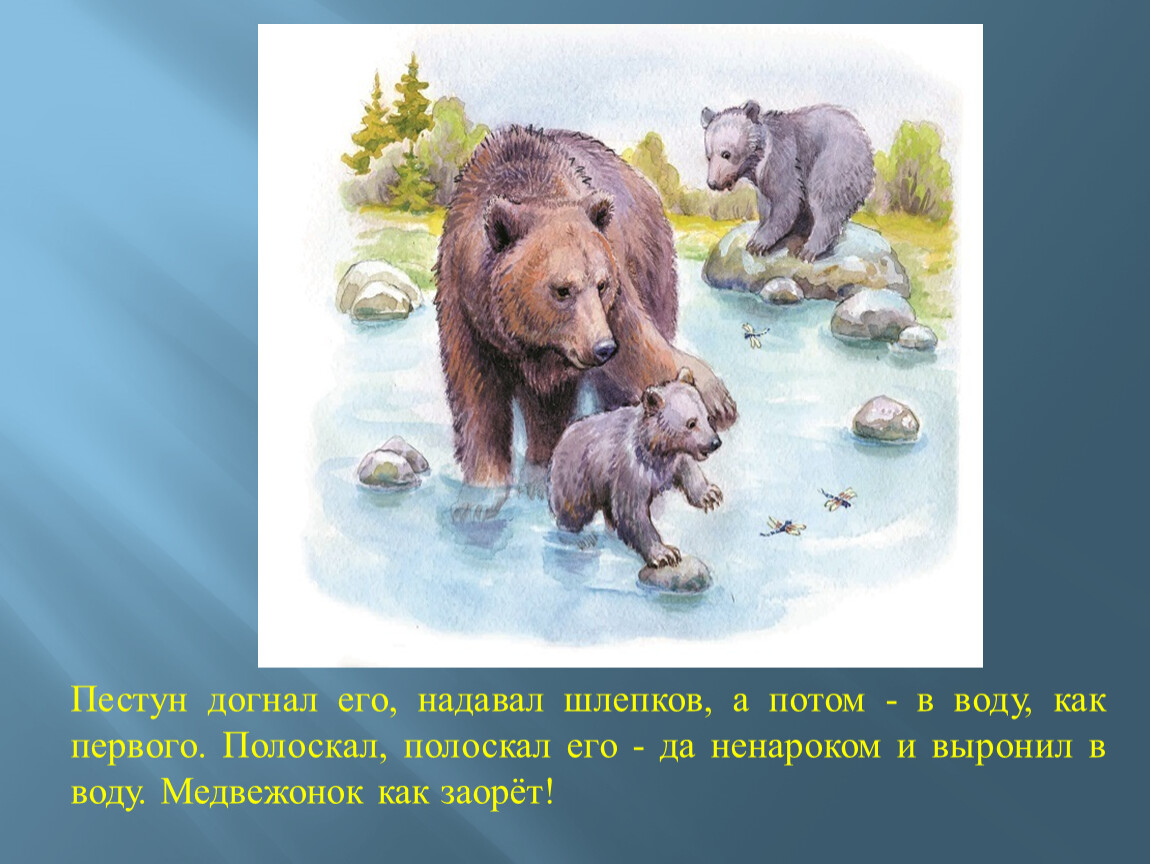 Пестун догнал его, надавал шлепков, а потом - в воду, как
первого. Полоскал, полоскал его - да ненароком и выронил в
воду. Медвежонок как заорёт!